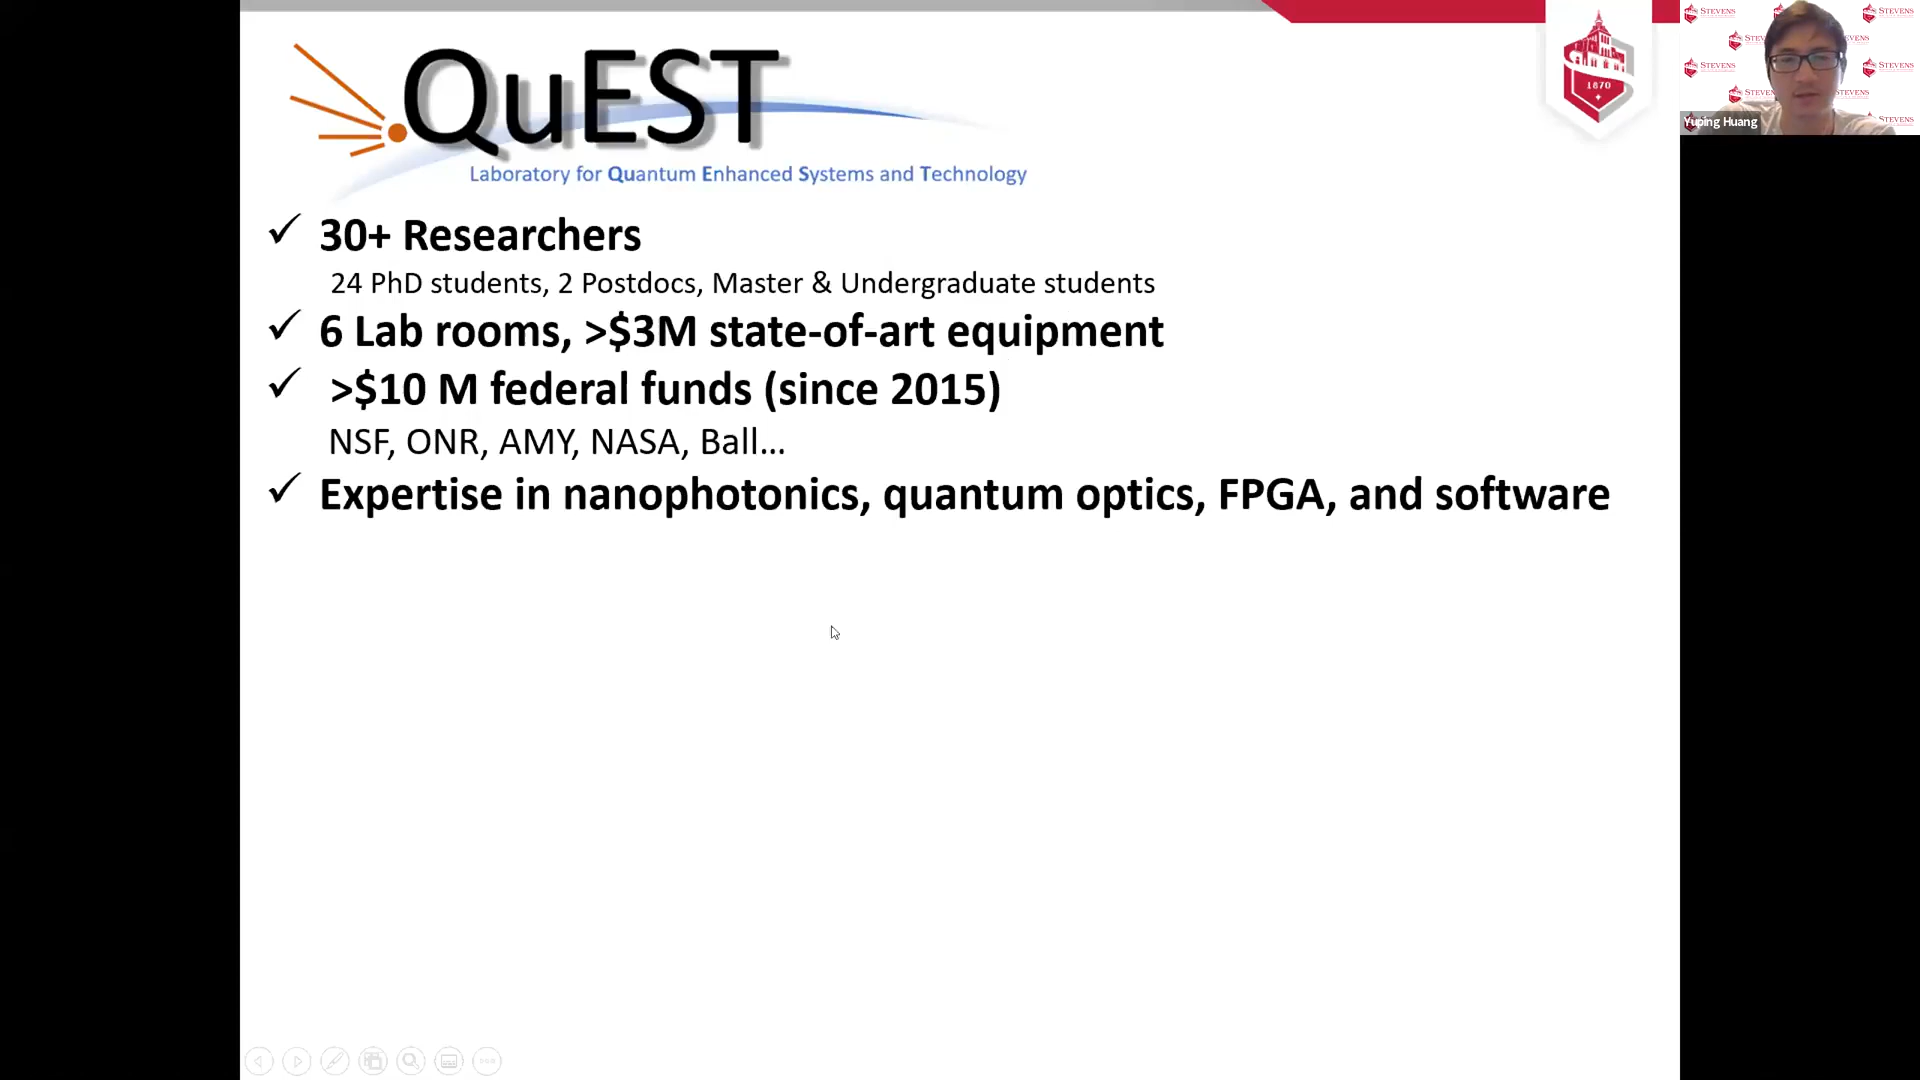 QuEST
Laboratory for Quantum Enhanced Systems and Technology
✓ 30+ Researchers
24 PhD students, 2 Postdocs, Master & Undergraduate students
✓ 6 Lab rooms, >$3M state-of-art equipment
✓ >$10 M federal funds (since 2015)
NSF, ONR, AMY, NASA, Ball...
✓ Expertise in nanophotonics, quantum optics, FPGA, and software
1870
STEVENS
STEVENS
STEVENS
STEVENS
STEVENS
Yuping Huang
STEVENS